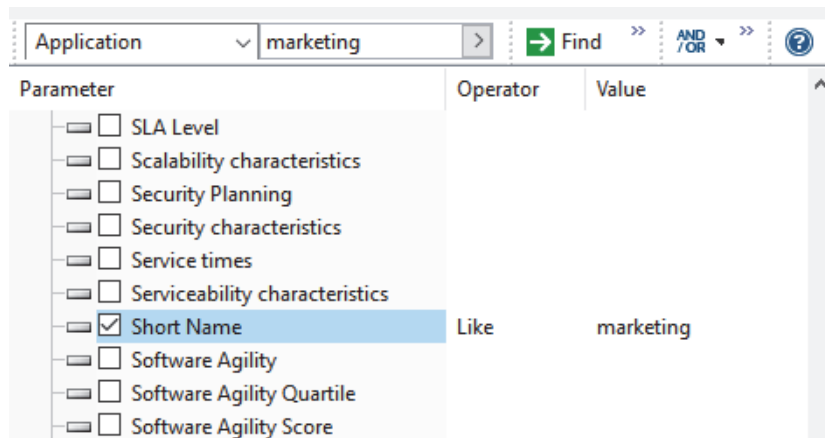 Application marketing > Find » AND /OR » ?
Parameter Operator Value
SLA Level
Scalability characteristics
Security Planning
Security characteristics
Service times
Serviceability characteristics
Short Name Like marketing
Software Agility
Software Agility Quartile
Software Agility Score